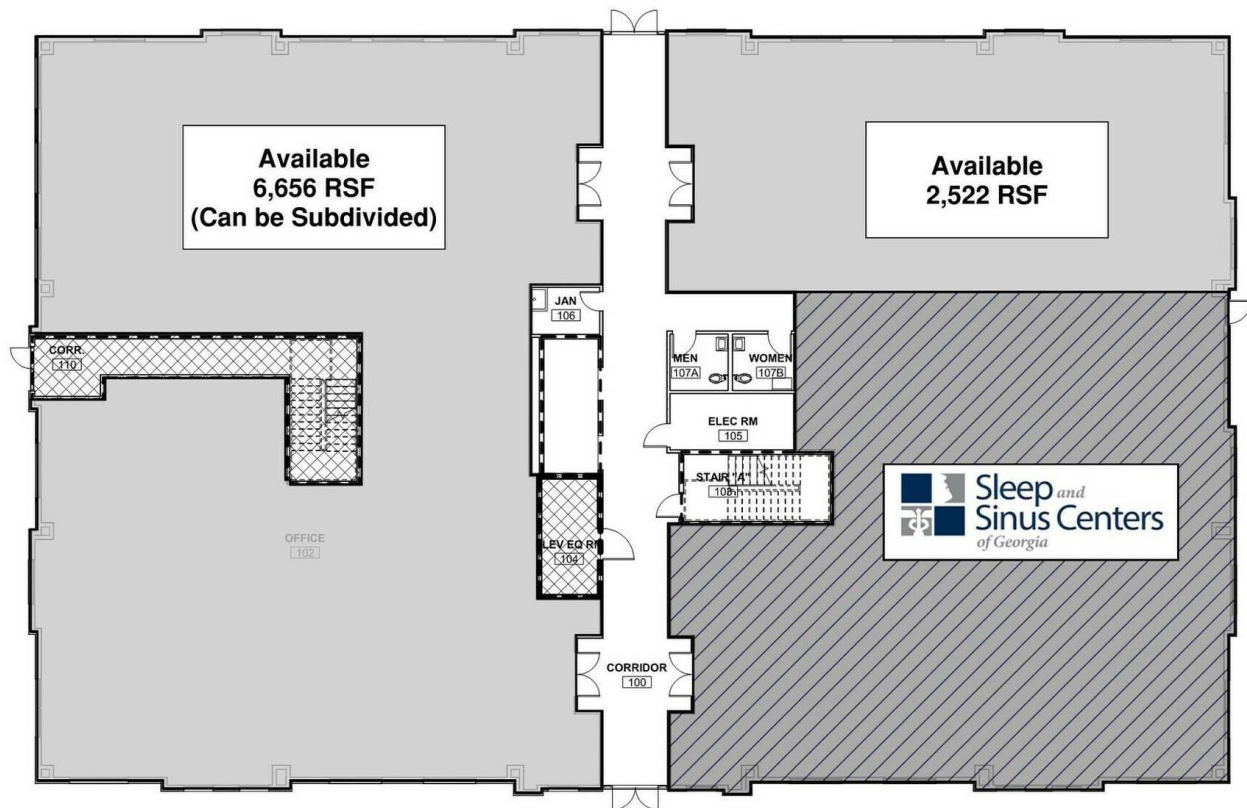 Available
6,656 RSF
(Can be Subdivided)
Available
2,522 RSF
JAN
106
CORR.
110
MEN
107A
WOMEN
107B
ELEC RM
105
STAIR "A"
103
Sleep and
Sinus Centers
of Georgia
OFFICE
102
LEV EQ R
104
CORRIDOR
100